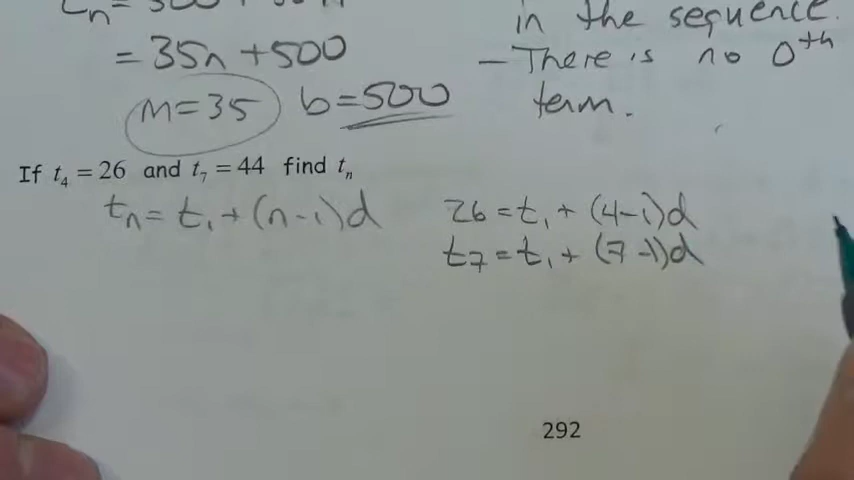 = 35n + 500
m = 35 b = 500
in the sequence.
— There is no 0th
term.
If t₄ = 26 and t₇ = 44 find tₙ
tₙ = t₁ + (n-1)d
26 = t₁ + (4-1)d
t7 = t₁ + (7-1)d
292